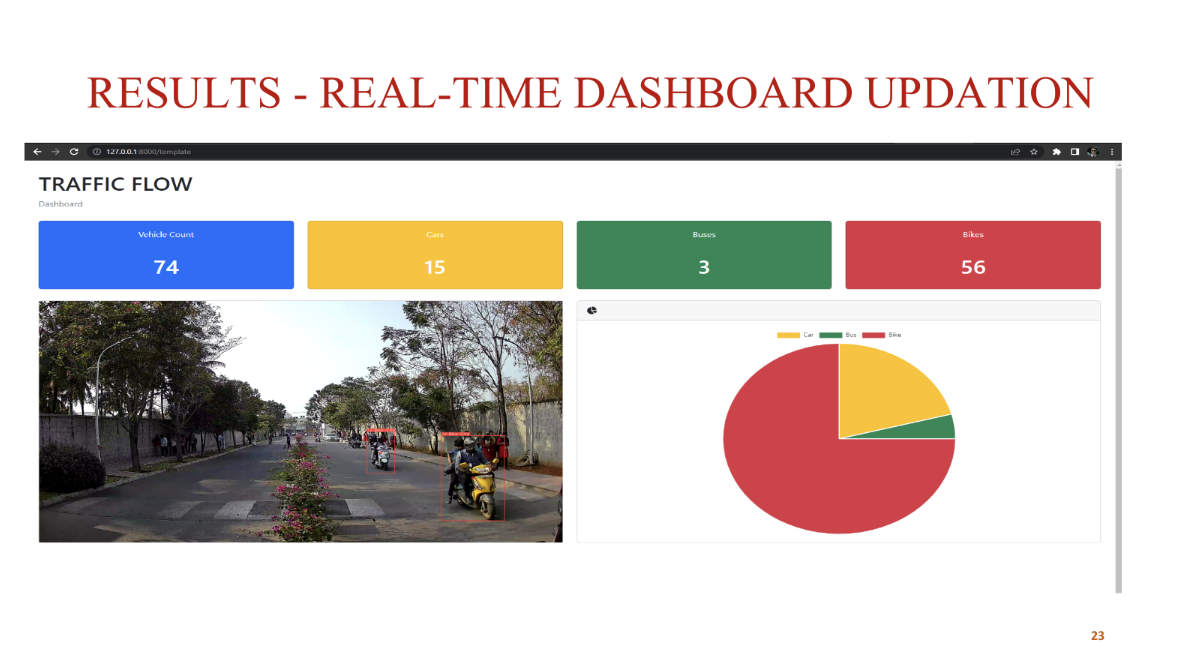 RESULTS - REAL-TIME DASHBOARD UPDATION
127.0.0.1:8000/template
TRAFFIC FLOW
Dashboard
Vehicle Count
74
Cars
15
Buses
3
Bikes
56
Car
Bus
Bike
23